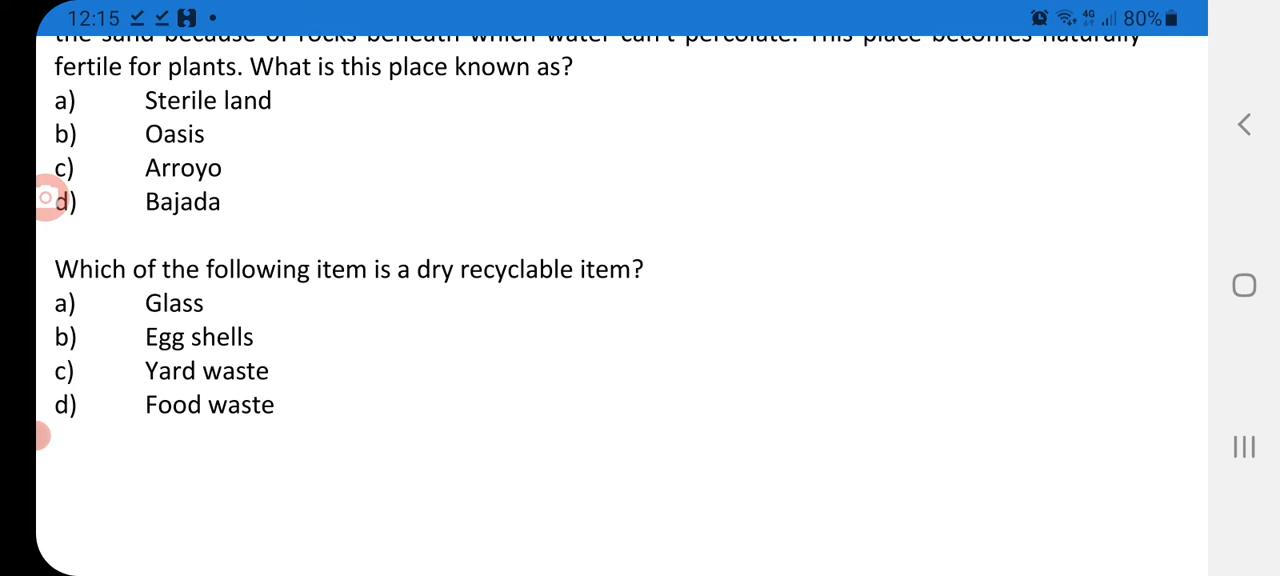 12:15 4G 80%
the sand because of rocks beneath which water can't percolate. This place becomes naturally
fertile for plants. What is this place known as?
a) Sterile land
b) Oasis
c) Arroyo
d) Bajada
Which of the following item is a dry recyclable item?
a) Glass
b) Egg shells
c) Yard waste
d) Food waste